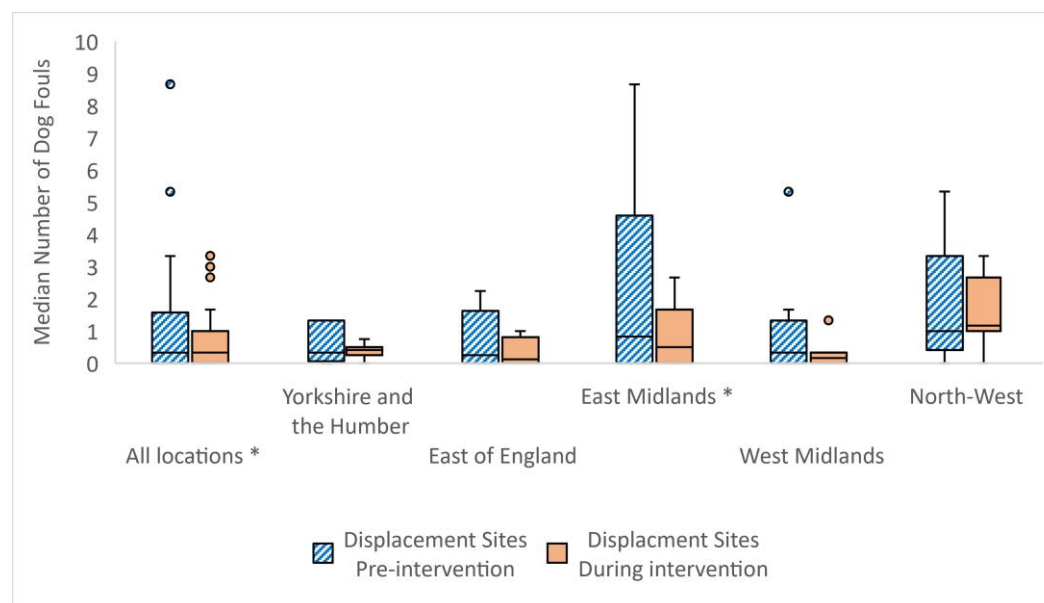 Median Number of Dog Fouls
10
9
8
7
6
5
4
3
2
1
0
Yorkshire and
the Humber
East Midlands *
North-West
All locations *
East of England
West Midlands
Displacement Sites
Pre-intervention
Displacment Sites
During intervention